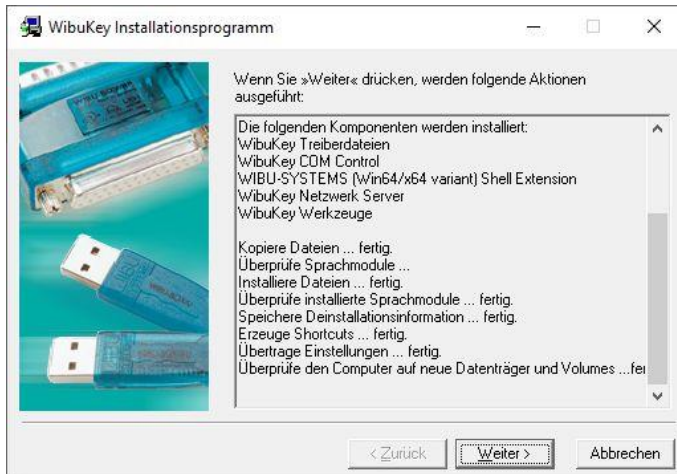 WibuKey Installationsprogramm
Wenn Sie »Weiter« drücken, werden folgende Aktionen
ausgeführt:
Die folgenden Komponenten werden installiert:
WibuKey Treiberdateien
WibuKey COM Control
WIBU-SYSTEMS (Win64/x64 variant) Shell Extension
WibuKey Netzwerk Server
WibuKey Werkzeuge
Kopiere Dateien ... fertig.
Überprüfe Sprachmodule ...
Installiere Dateien ... fertig.
Überprüfe installierte Sprachmodule ... fertig.
Speichere Deinstallationsinformation ... fertig.
Erzeuge Shortcuts ... fertig.
Übertrage Einstellungen ... fertig.
Überprüfe den Computer auf neue Datenträger und Volumes ...fer
< Zurück
Weiter >
Abbrechen